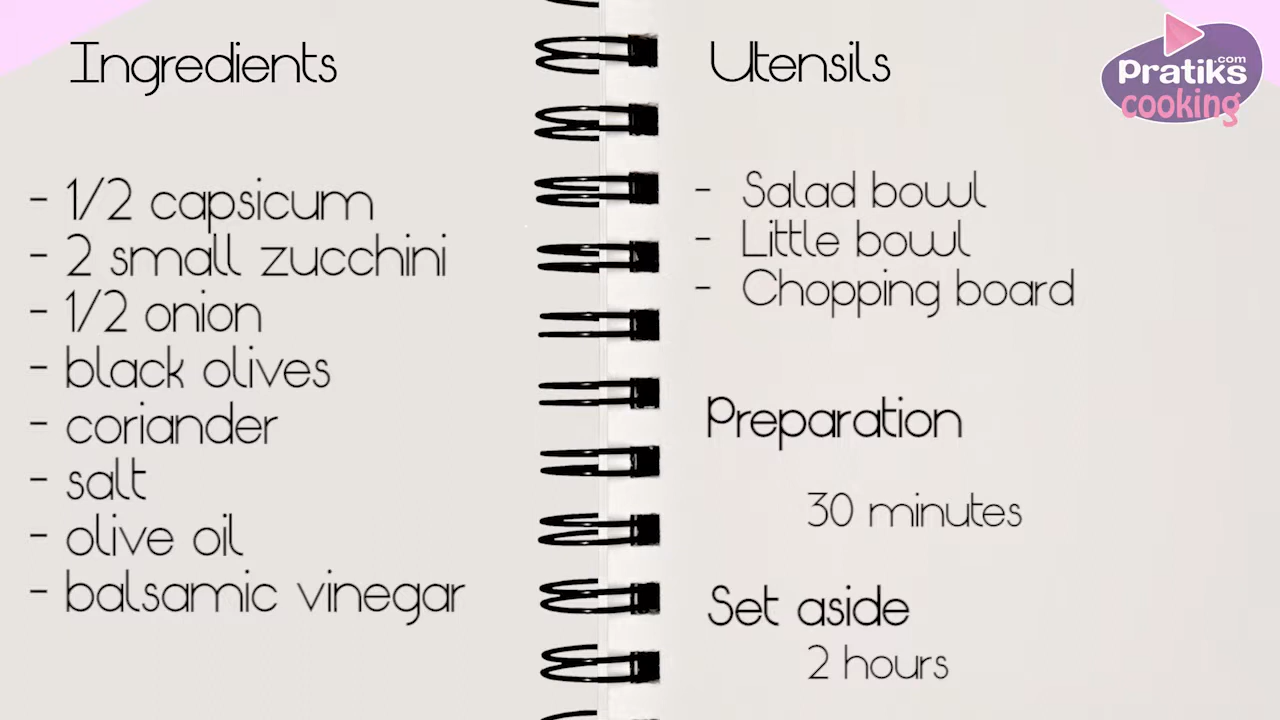 Ingredients
- 1/2 capsicum
- 2 small zucchini
- 1/2 onion
- black olives
- coriander
- salt
- olive oil
- balsamic vinegar
Utensils
- Salad bowl
- Little bowl
- Chopping board
Preparation
30 minutes
Set aside
2 hours
Pratiks.com
cooking